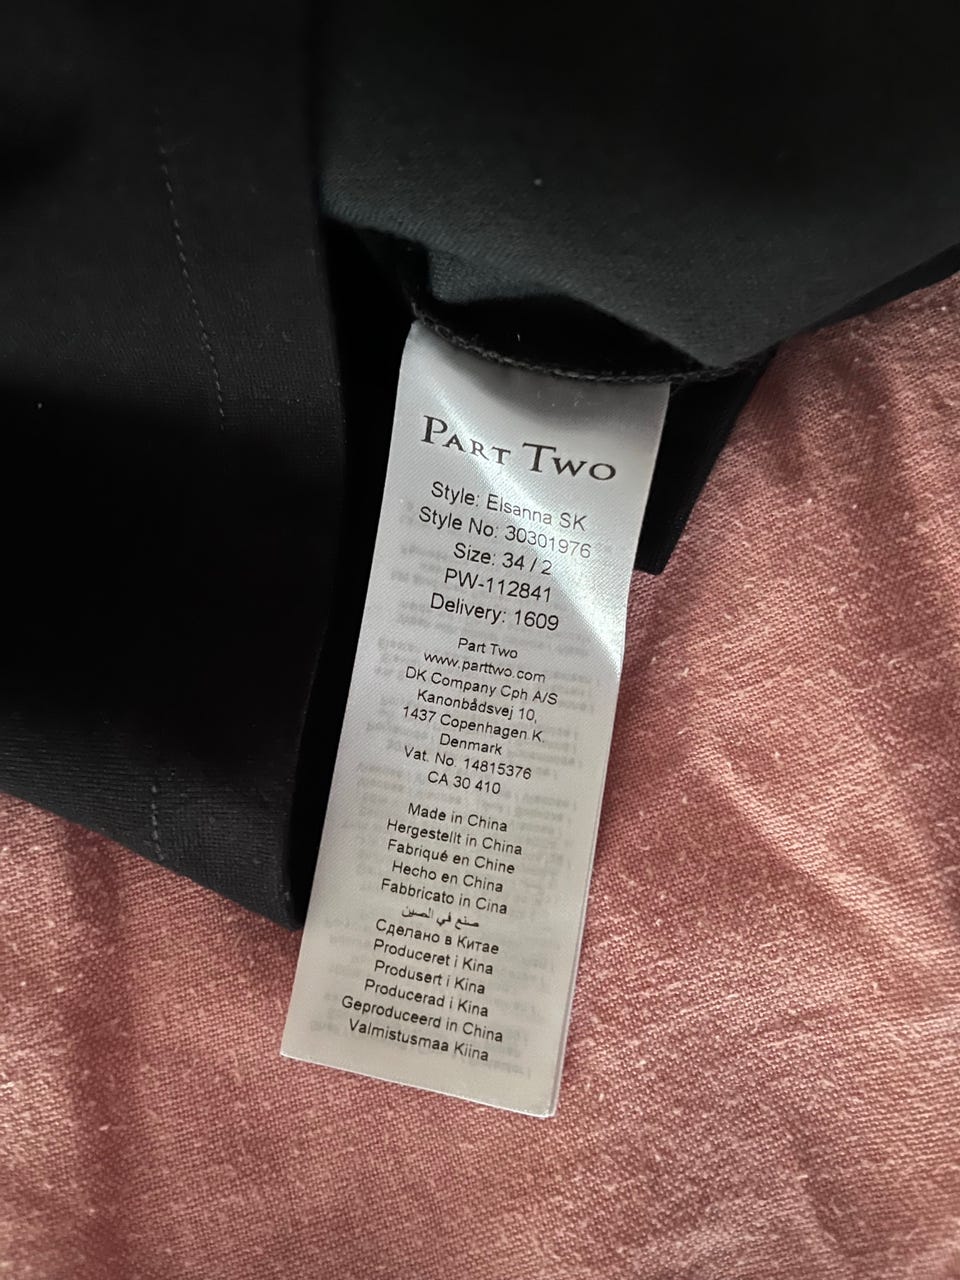 PART TWO
Style: Elsanna SK
Style No: 30301976
Size: 34 / 2
PW-112841
Delivery: 1609
Part Two
www.parttwo.com
DK Company Cph A/S
Kanonbådsvej 10,
1437 Copenhagen K.
Denmark
Vat. No. 14815376
CA 30 410
Made in China
Hergestellt in China
Fabriqué en Chine
Hecho en China
Fabbricato in Cina
صنع في الصين
Сделано в Китае
Produceret i Kina
Produsert i Kina
Producerad i Kina
Geproduceerd in China
Valmistusmaa Kiina